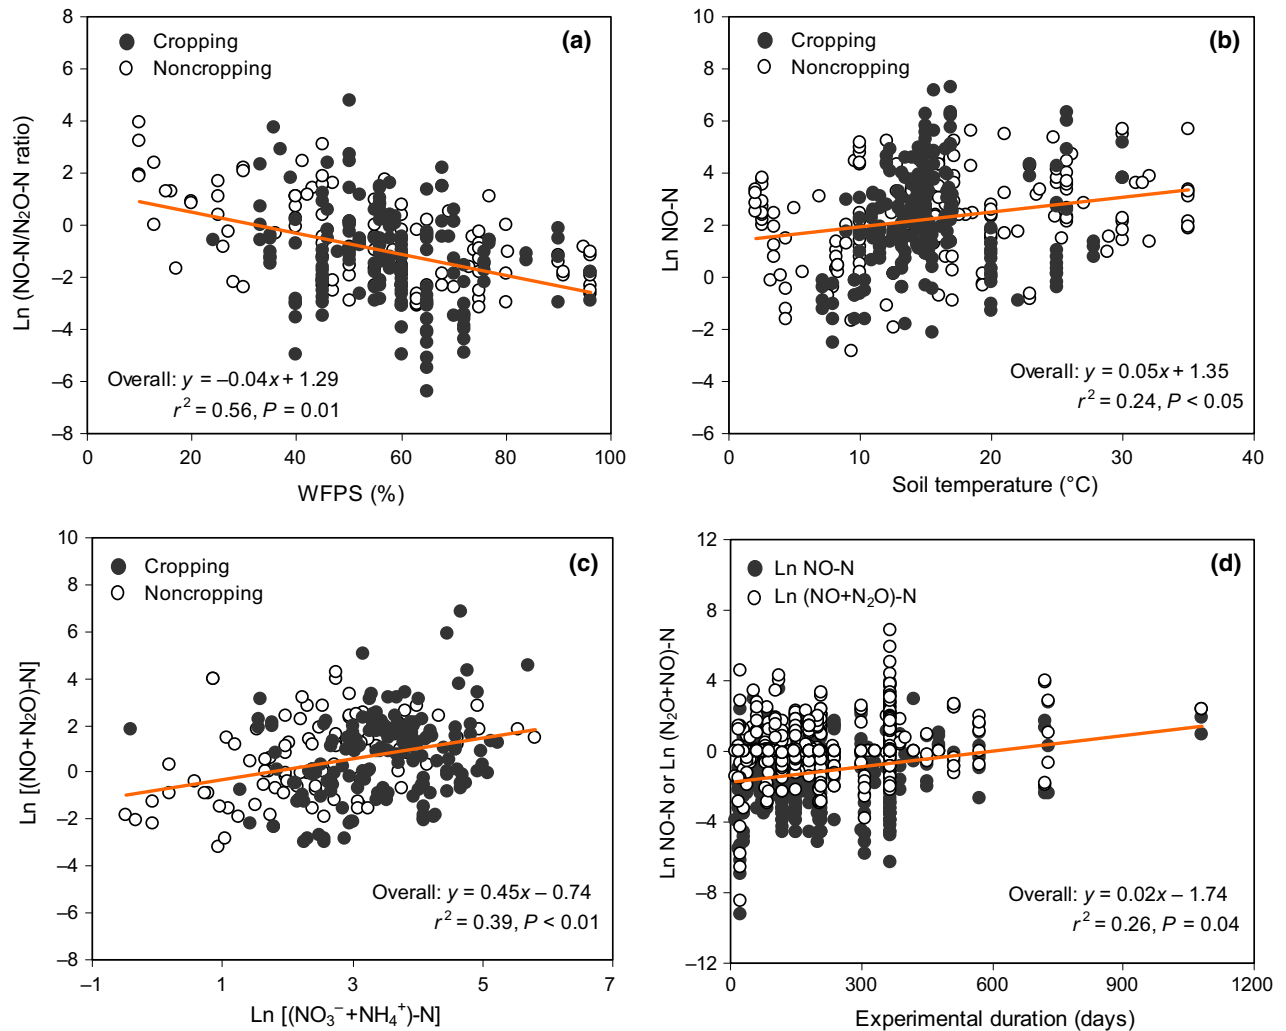 (a)
Cropping
Noncropping
8
6
4
2
0
–2
–4
–6
–8
Ln (NO-N/N₂O-N ratio)
Overall: y = –0.04x + 1.29
r² = 0.56, P = 0.01
0 20 40 60 80 100
WFPS (%)
(b)
Cropping
Noncropping
10
8
6
4
2
0
–2
–4
–6
Ln NO-N
Overall: y = 0.05x + 1.35
r² = 0.24, P < 0.05
0 10 20 30 40
Soil temperature (°C)
(c)
Cropping
Noncropping
10
8
6
4
2
0
–2
–4
–6
–8
Ln [(NO+N₂O)-N]
Overall: y = 0.45x – 0.74
r² = 0.39, P < 0.01
–1 1 3 5 7
Ln [(NO₃⁻+NH₄⁺)-N]
(d)
Ln NO-N
Ln (NO+N₂O)-N
12
8
4
0
–4
–8
–12
Ln NO-N or Ln (N₂O+NO)-N
Overall: y = 0.02x – 1.74
r² = 0.26, P = 0.04
0 300 600 900 1200
Experimental duration (days)